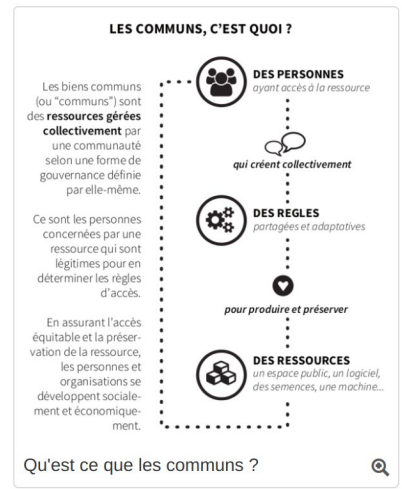 LES COMMUNS, C’EST QUOI ?
Les biens communs
(ou “communs”) sont
des ressources gérées
collectivement par
une communauté
selon une forme de
gouvernance définie
par elle-même.
Ce sont les personnes
concernées par une
ressource qui sont
légitimes pour en
déterminer les règles
d’accès.
En assurant l’accès
équitable et la préser-
vation de la ressource,
les personnes et
organisations se
développent sociale-
ment et économique-
ment.
DES PERSONNES
ayant accès à la ressource
qui créent collectivement
DES REGLES
partagées et adaptatives
pour produire et préserver
DES RESSOURCES
un espace public, un logiciel,
des semences, une machine...
Qu'est ce que les communs ?